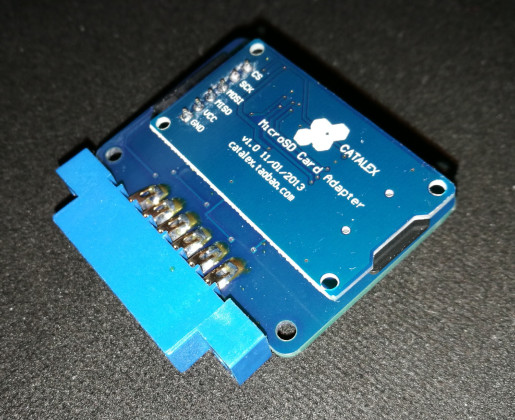 CS
SCK
MOSI
MISO
VCC
GND
CATALEX
MicroSD Card Adapter
v1.0 11/01/2013
catalex.taobao.com